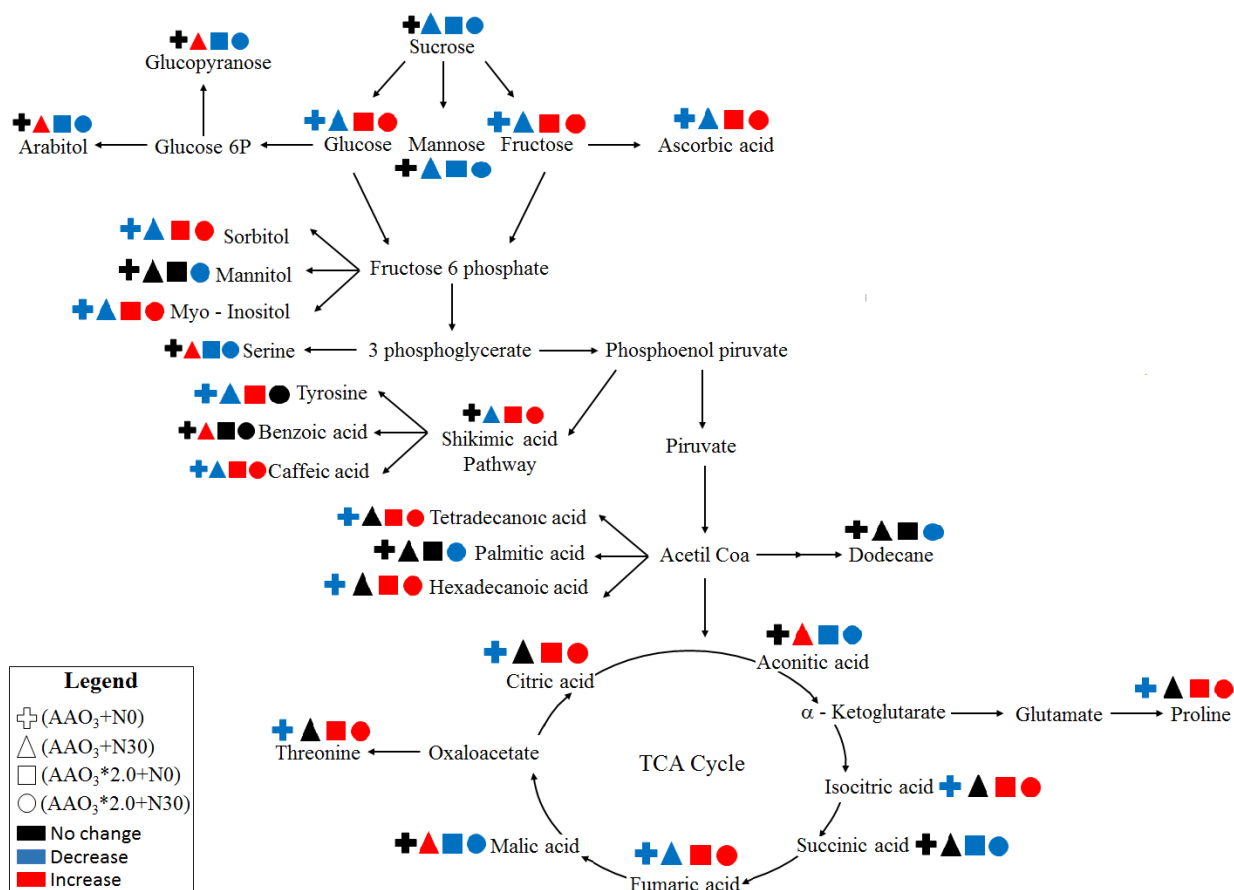 Sucrose
Glucopyranose
Arabitol
Glucose 6P
Glucose
Mannose
Fructose
Ascorbic acid
Sorbitol
Mannitol
Fructose 6 phosphate
Myo - Inositol
Serine
3 phosphoglycerate
Phosphoenol piruvate
Tyrosine
Benzoic acid
Shikimic acid
Pathway
Caffeic acid
Piruvate
Tetradecanoic acid
Palmitic acid
Acetil Coa
Dodecane
Hexadecanoic acid
Aconitic acid
Citric acid
α - Ketoglutarate
Glutamate
Proline
Threonine
Oxaloacetate
TCA Cycle
Isocitric acid
Malic acid
Succinic acid
Fumaric acid
Legend
(AAO₃+N0)
(AAO₃+N30)
(AAO₃*2.0+N0)
(AAO₃*2.0+N30)
No change
Decrease
Increase